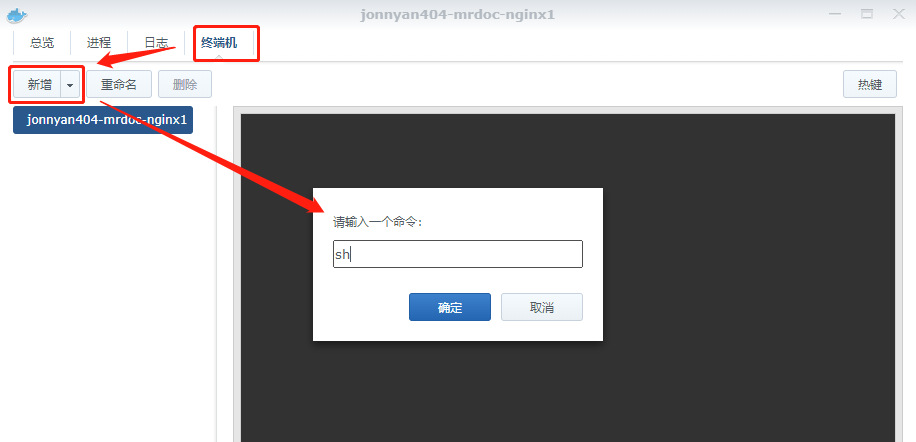 jonnyan404-mrdoc-nginx1
总览 进程 日志 终端机
新增 重命名 删除 热键
jonnyan404-mrdoc-nginx1
请输入一个命令:
sh
确定 取消